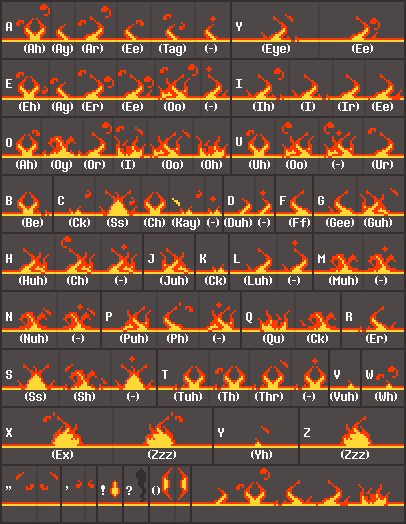 A (Ah) (Ay) (Ar) (Ee) (Tag) (-) Y (Eye) (Ee)
E (Eh) (Ay) (Er) (Ee) (Oo) (-) I (Ih) (I) (Ir) (Ee)
O (Ah) (Oy) (Or) (I) (Oo) (Oh) U (Uh) (Oo) (-) (Ur)
B (Be) C (Ck) (Ss) (Ch) (Kay) (-) D (Duh) (-) F (Ff) G (Gee) (Guh)
H (Huh) (Ch) (-) J (Juh) K (Ck) L (Luh) (-) M (Muh) (-)
N (Nuh) (-) P (Puh) (Ph) (-) Q (Qu) (Ck) R (Er)
S (Ss) (Sh) (-) T (Tuh) (Th) (Thr) (-) V (Vuh) W (Wh)
X (Ex) (Zzz) Y (Yh) Z (Zzz)
" ' ! ? ()